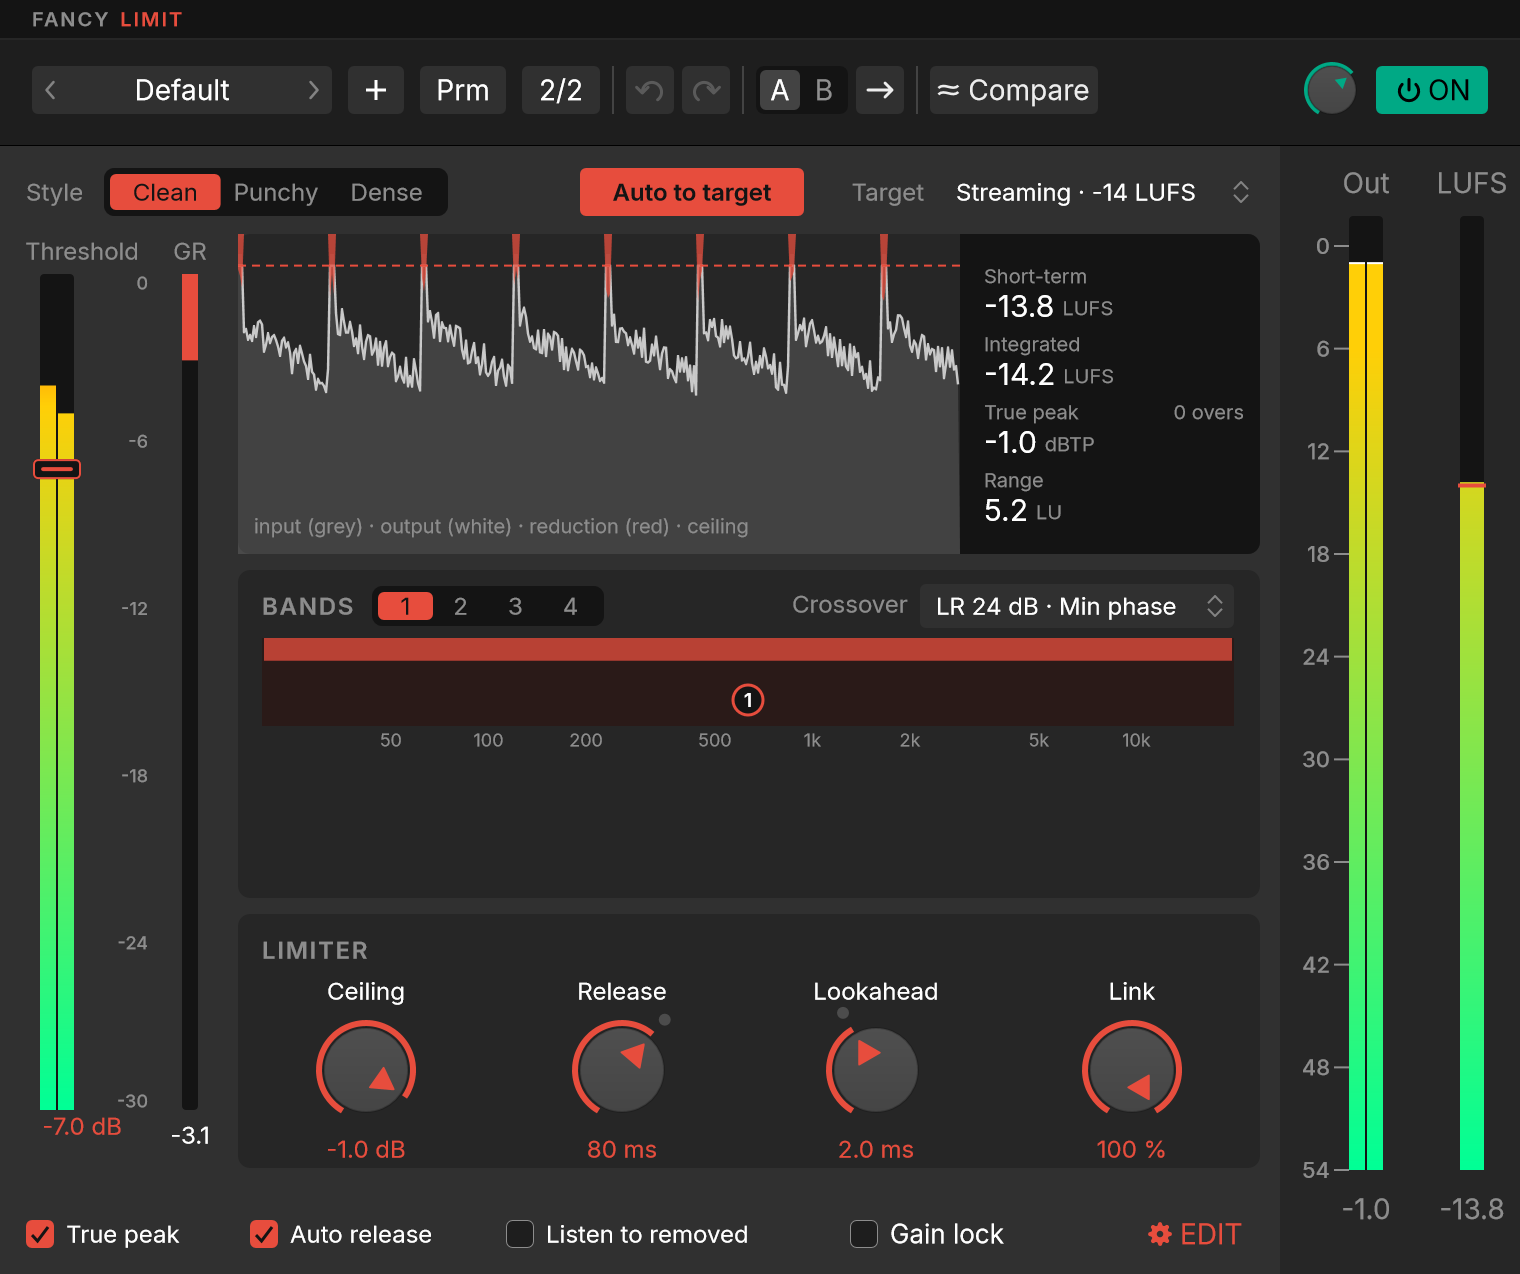 FANCY LIMIT
Default
+
Prm
2/2
A B
≈ Compare
ON
Style
Clean Punchy Dense
Auto to target
Target
Streaming · -14 LUFS
Out
LUFS
Threshold
GR
0
-6
-12
-18
-24
-30
-7.0 dB
-3.1
input (grey) · output (white) · reduction (red) · ceiling
Short-term
-13.8 LUFS
Integrated
-14.2 LUFS
True peak 0 overs
-1.0 dBTP
Range
5.2 LU
BANDS
1 2 3 4
Crossover
LR 24 dB · Min phase
1
50 100 200 500 1k 2k 5k 10k
LIMITER
Ceiling Release Lookahead Link
-1.0 dB 80 ms 2.0 ms 100 %
True peak
Auto release
Listen to removed
Gain lock
EDIT
0
6
12
18
24
30
36
42
48
54
-1.0
-13.8